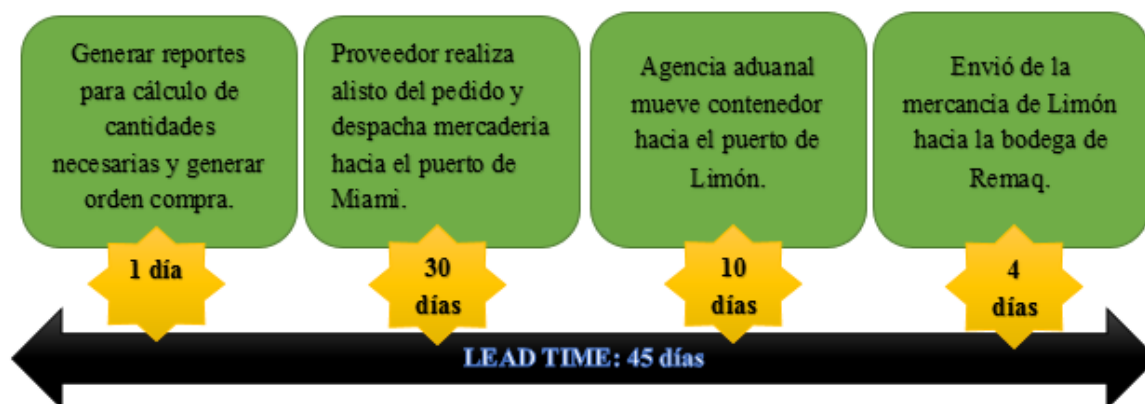 Generar reportes
para cálculo de
cantidades
necesarias y generar
orden compra.
Proveedor realiza
alisto del pedido y
despacha mercadería
hacia el puerto de
Miami.
Agencia aduanal
mueve contenedor
hacia el puerto de
Limón.
Envió de la
mercancia de Limón
hacia la bodega de
Remaq.
1 día
30
días
10
días
4
días
LEAD TIME: 45 días